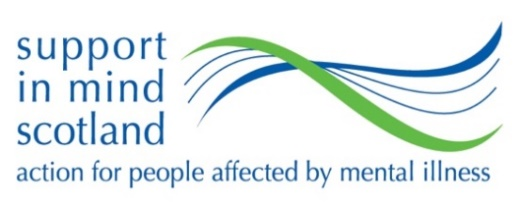 support
in mind
scotland
action for people affected by mental illness